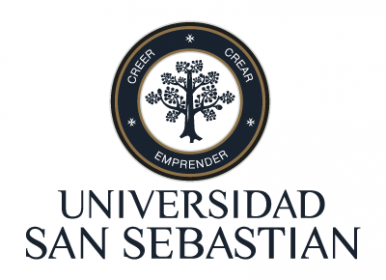 CREER
CREAR
EMPRENDER
UNIVERSIDAD
SAN SEBASTIAN